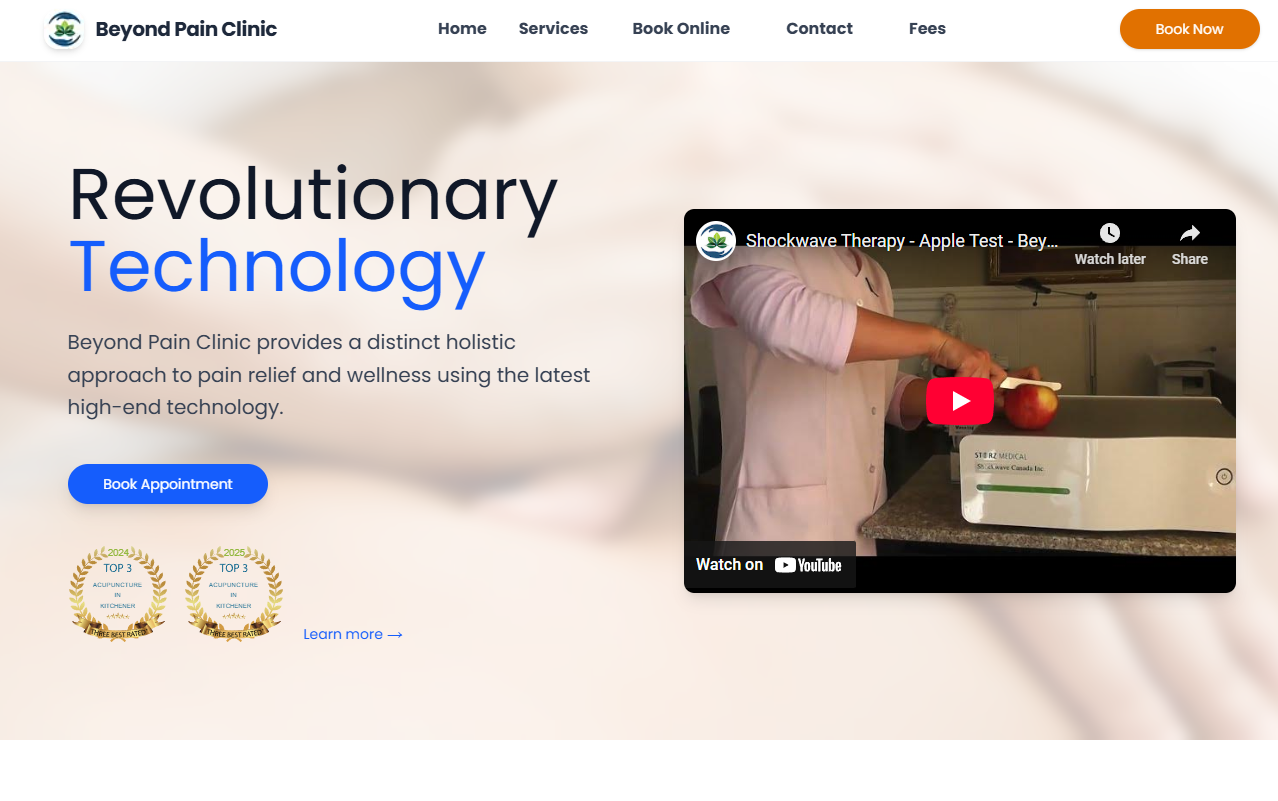 Beyond Pain Clinic
Home Services Book Online Contact Fees
Book Now
Revolutionary
Technology
Beyond Pain Clinic provides a distinct holistic
approach to pain relief and wellness using the latest
high-end technology.
Book Appointment
2024
TOP 3
ACUPUNCTURE
IN
KITCHENER
THREE BEST RATED
2025
TOP 3
ACUPUNCTURE
IN
KITCHENER
THREE BEST RATED
Learn more →
Shockwave Therapy - Apple Test - Bey...
Watch later
Share
STORZ MEDICAL
Shockwave Canada Inc
Watch on YouTube